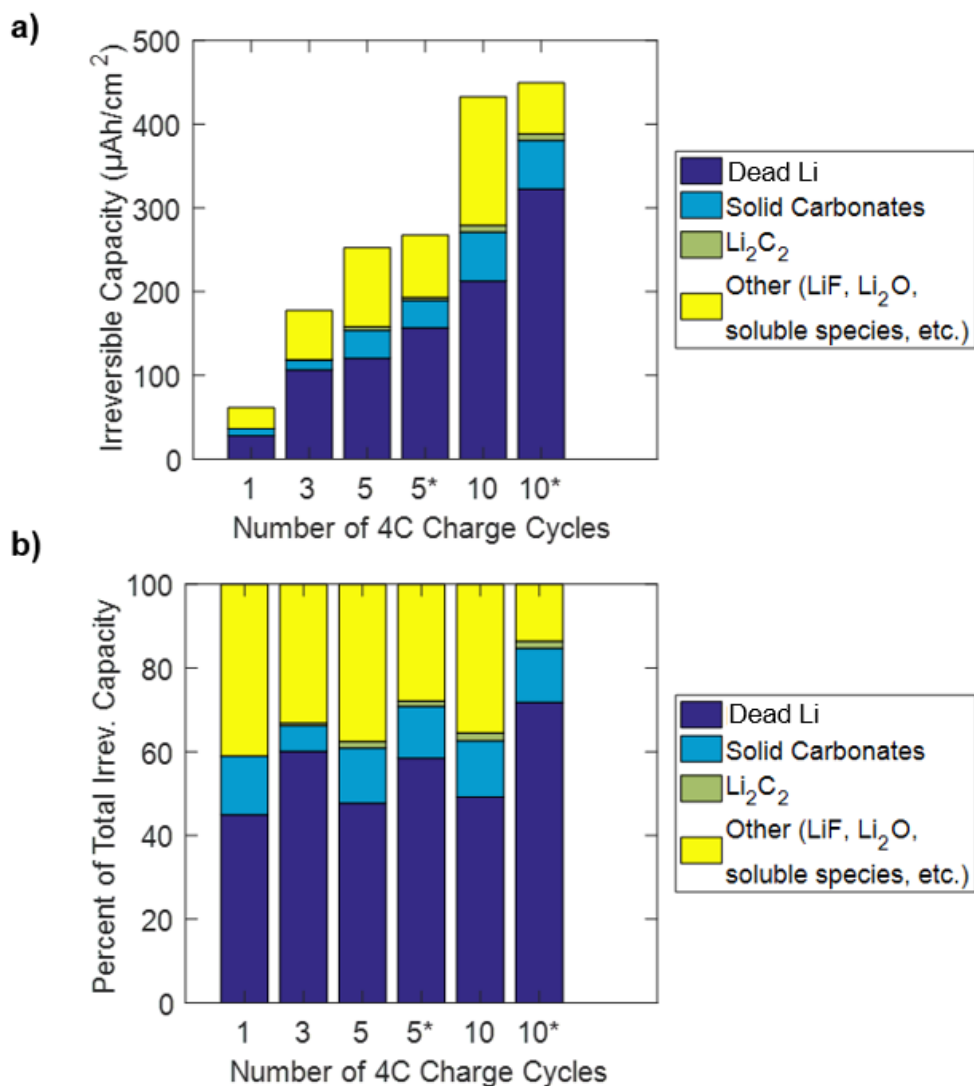 a)
500
400
300
200
100
0
Irreversible Capacity (µAh/cm²)
1 3 5 5* 10 10*
Number of 4C Charge Cycles
Dead Li
Solid Carbonates
Li₂C₂
Other (LiF, Li₂O,
soluble species, etc.)
b)
100
80
60
40
20
0
Percent of Total Irrev. Capacity
1 3 5 5* 10 10*
Number of 4C Charge Cycles
Dead Li
Solid Carbonates
Li₂C₂
Other (LiF, Li₂O,
soluble species, etc.)